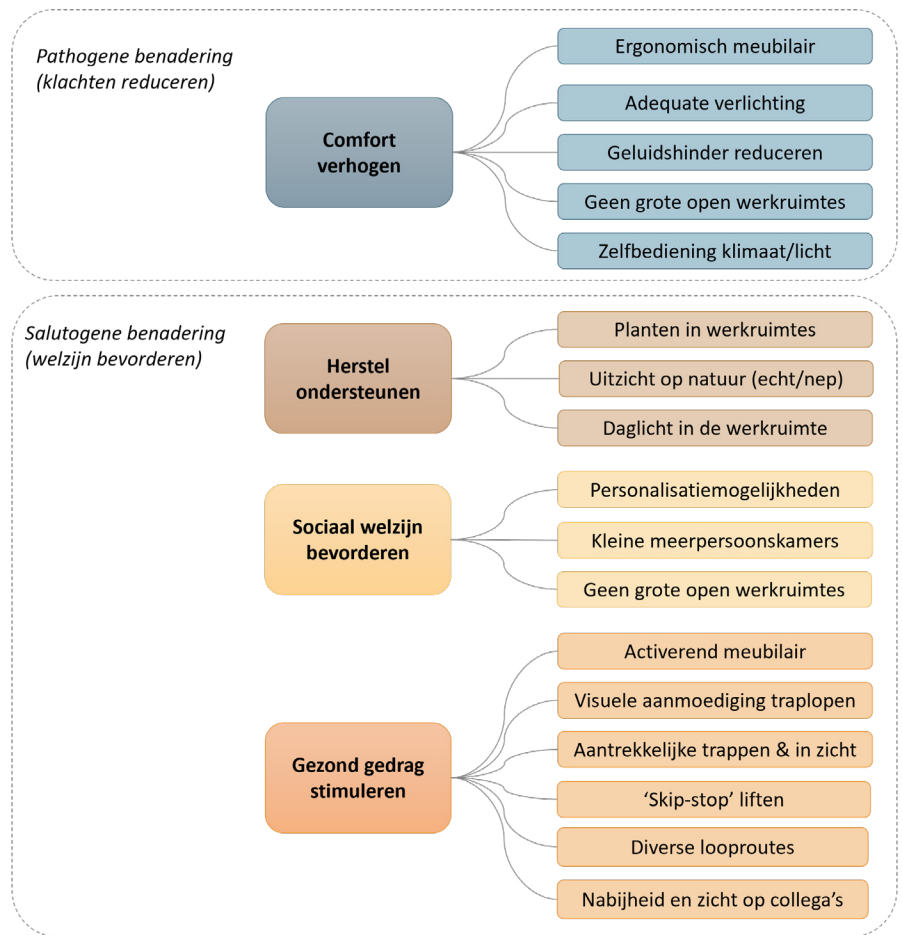 Pathogene benadering
(klachten reduceren)
Comfort
verhogen
Ergonomisch meubilair
Adequate verlichting
Geluidshinder reduceren
Geen grote open werkruimtes
Zelfbediening klimaat/licht
Salutogene benadering
(welzijn bevorderen)
Herstel
ondersteunen
Planten in werkruimtes
Uitzicht op natuur (echt/nep)
Daglicht in de werkruimte
Sociaal welzijn
bevorderen
Personalisatiemogelijkheden
Kleine meerpersoonskamers
Geen grote open werkruimtes
Gezond gedrag
stimuleren
Activerend meubilair
Visuele aanmoediging traplopen
Aantrekkelijke trappen & in zicht
‘Skip-stop’ liften
Diverse looproutes
Nabijheid en zicht op collega’s